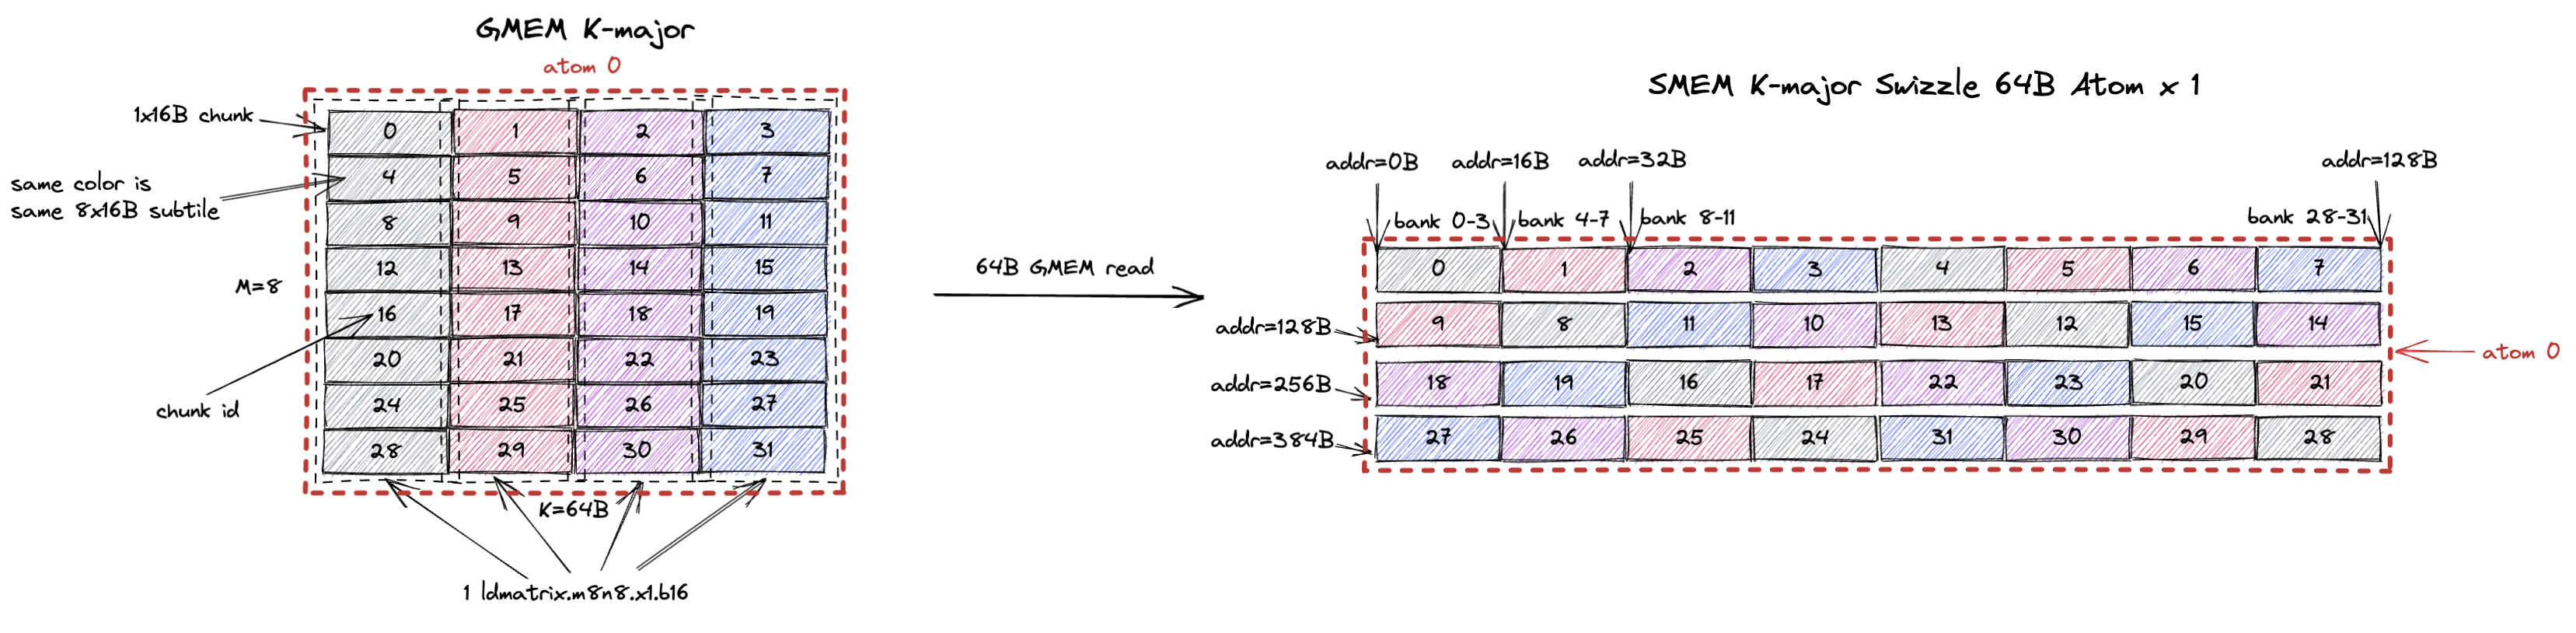 GMEM K-major
atom 0
1x16B chunk
0 1 2 3
same color is
same 8x16B subtile
4 5 6 7
8 9 10 11
12 13 14 15
M=8
16 17 18 19
20 21 22 23
chunk id
24 25 26 27
28 29 30 31
K=64B
1 ldmatrix.m8n8.x1.b16
64B GMEM read
SMEM K-major Swizzle 64B Atom x 1
addr=0B addr=16B addr=32B addr=128B
bank 0-3 bank 4-7 bank 8-11 bank 28-31
0 1 2 3 4 5 6 7
addr=128B 9 8 11 10 13 12 15 14
atom 0
addr=256B 18 19 16 17 22 23 20 21
addr=384B 27 26 25 24 31 30 29 28